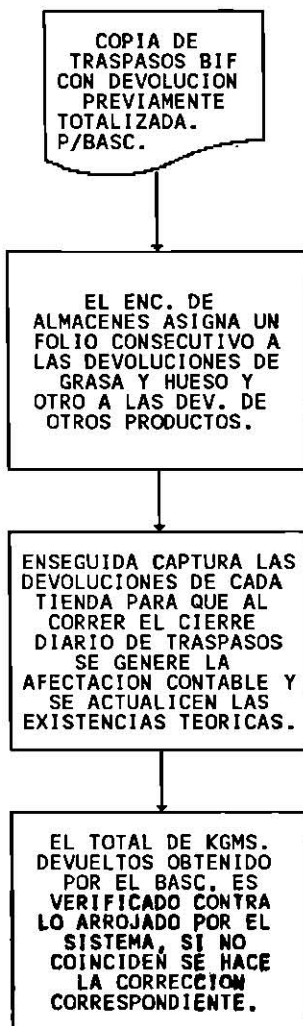 COPIA DE
TRASPASOS BIF
CON DEVOLUCION
PREVIAMENTE
TOTALIZADA.
P/BASC.
EL ENC. DE
ALMACENES ASIGNA UN
FOLIO CONSECUTIVO A
LAS DEVOLUCIONES DE
GRASA Y HUESO Y
OTRO A LAS DEV. DE
OTROS PRODUCTOS.
ENSEGUIDA CAPTURA LAS
DEVOLUCIONES DE CADA
TIENDA PARA QUE AL
CORRER EL CIERRE
DIARIO DE TRASPASOS
SE GENERE LA
AFECTACION CONTABLE Y
SE ACTUALICEN LAS
EXISTENCIAS TEORICAS.
EL TOTAL DE KGMS.
DEVUELTOS OBTENIDO
POR EL BASC. ES
VERIFICADO CONTRA
LO ARROJADO POR EL
SISTEMA, SI NO
COINCIDEN SE HACE
LA CORRECCION
CORRESPONDIENTE.